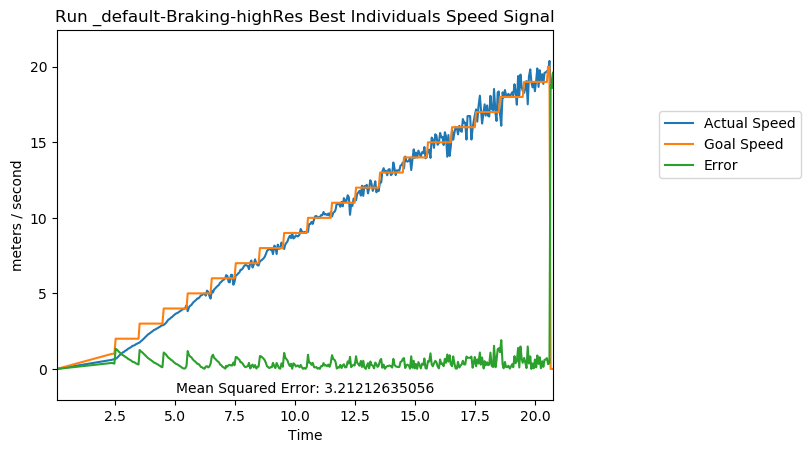 Run _default-Braking-highRes Best Individuals Speed Signal
meters / second
20
15
10
5
0
Actual Speed
Goal Speed
Error
Mean Squared Error: 3.21212635056
2.5 5.0 7.5 10.0 12.5 15.0 17.5 20.0
Time